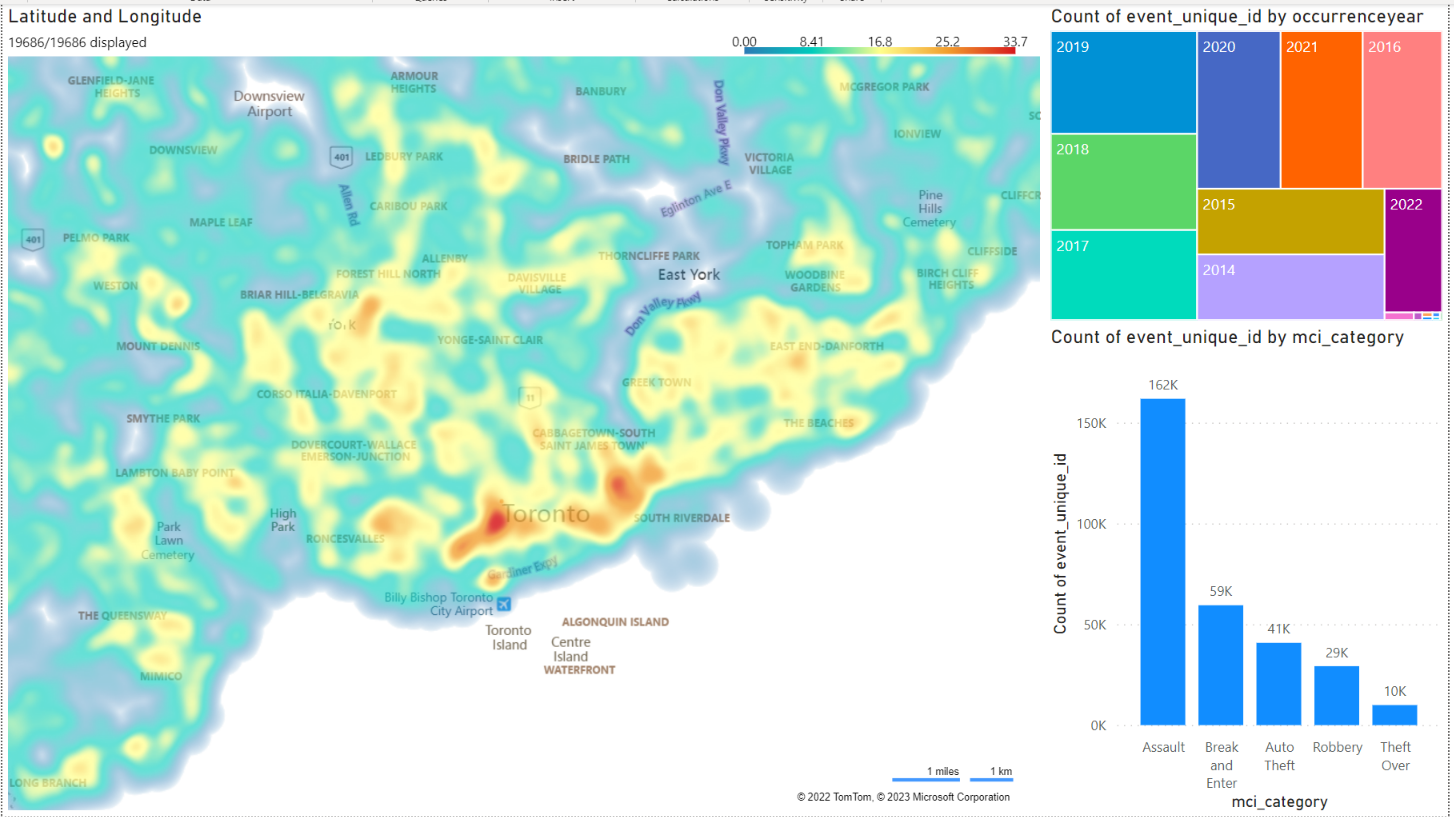 Latitude and Longitude
19686/19686 displayed
0.00 8.41 16.8 25.2 33.7
GLENFIELD-JANE
HEIGHTS
Downsview
Airport
ARMOUR
HEIGHTS
BANBURY
Don Valley Pkwy
MCGREGOR PARK
IONVIEW
SC
DOWNSVIEW
401
LEDBURY PARK
BRIDLE PATH
VICTORIA
VILLAGE
Allen Rd
CARIBOU PARK
Eglinton Ave E
Pine
Hills
Cemetery
CLIFFCR
MAPLE LEAF
401
PELMO PARK
TOPHAM PARK
CLIFFSIDE
ALLENBY
THORNCLIFFE PARK
East York
FOREST HILL NORTH
DAVISVILLE
VILLAGE
WOODBINE
GARDENS
BIRCH CLIFF
HEIGHTS
WESTON
BRIAR HILL-BELGRAVIA
Don Valley Pkwy
York
YONGE-SAINT CLAIR
MOUNT DENNIS
EAST END-DANFORTH
GREEK TOWN
CORSO ITALIA-DAVENPORT
11
SMYTHE PARK
THE BEACHES
CABBAGETOWN-SOUTH
SAINT JAMES TOWN
DOVERCOURT-WALLACE
EMERSON-JUNCTION
LAMBTON BABY POINT
High
Park
Toronto
SOUTH RIVERDALE
Park
Lawn
Cemetery
RONCESVALLES
Gardiner Expy
Billy Bishop Toronto
City Airport
THE QUEENSWAY
ALGONQUIN ISLAND
Toronto
Island
Centre
Island
WATERFRONT
MIMICO
LONG BRANCH
1 miles 1 km
© 2022 TomTom, © 2023 Microsoft Corporation
Count of event_unique_id by occurrenceyear
2019
2020
2021
2016
2018
2015
2022
2017
2014
Count of event_unique_id by mci_category
Count of event_unique_id
150K
100K
50K
0K
162K
59K
41K
29K
10K
Assault
Break
and
Enter
Auto
Theft
Robbery
Theft
Over
mci_category